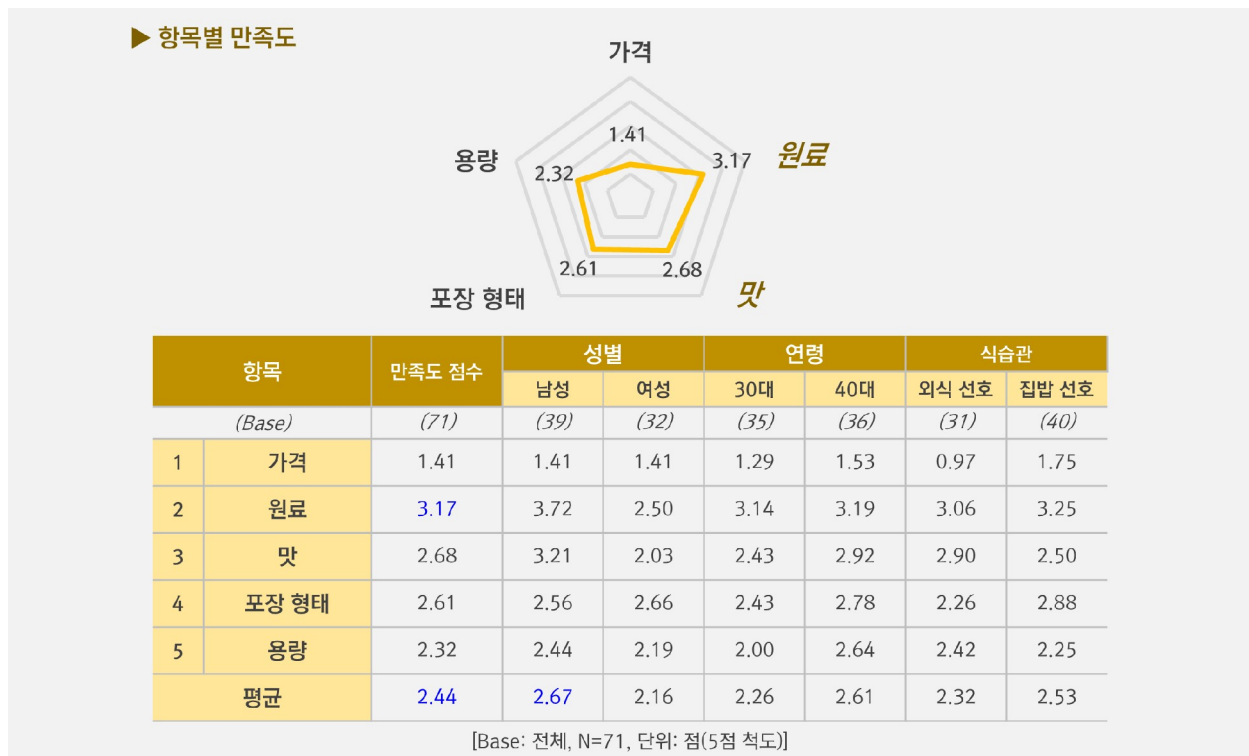 ▶ 항목별 만족도
가격
1.41
용량
2.32
3.17
원료
2.61
2.68
포장 형태
맛
항목 만족도 점수 성별 연령 식습관
남성 여성 30대 40대 외식 선호 집밥 선호
(Base) (71) (39) (32) (35) (36) (31) (40)
1 가격 1.41 1.41 1.41 1.29 1.53 0.97 1.75
2 원료 3.17 3.72 2.50 3.14 3.19 3.06 3.25
3 맛 2.68 3.21 2.03 2.43 2.92 2.90 2.50
4 포장 형태 2.61 2.56 2.66 2.43 2.78 2.26 2.88
5 용량 2.32 2.44 2.19 2.00 2.64 2.42 2.25
평균 2.44 2.67 2.16 2.26 2.61 2.32 2.53
[Base: 전체, N=71, 단위: 점(5점 척도)]